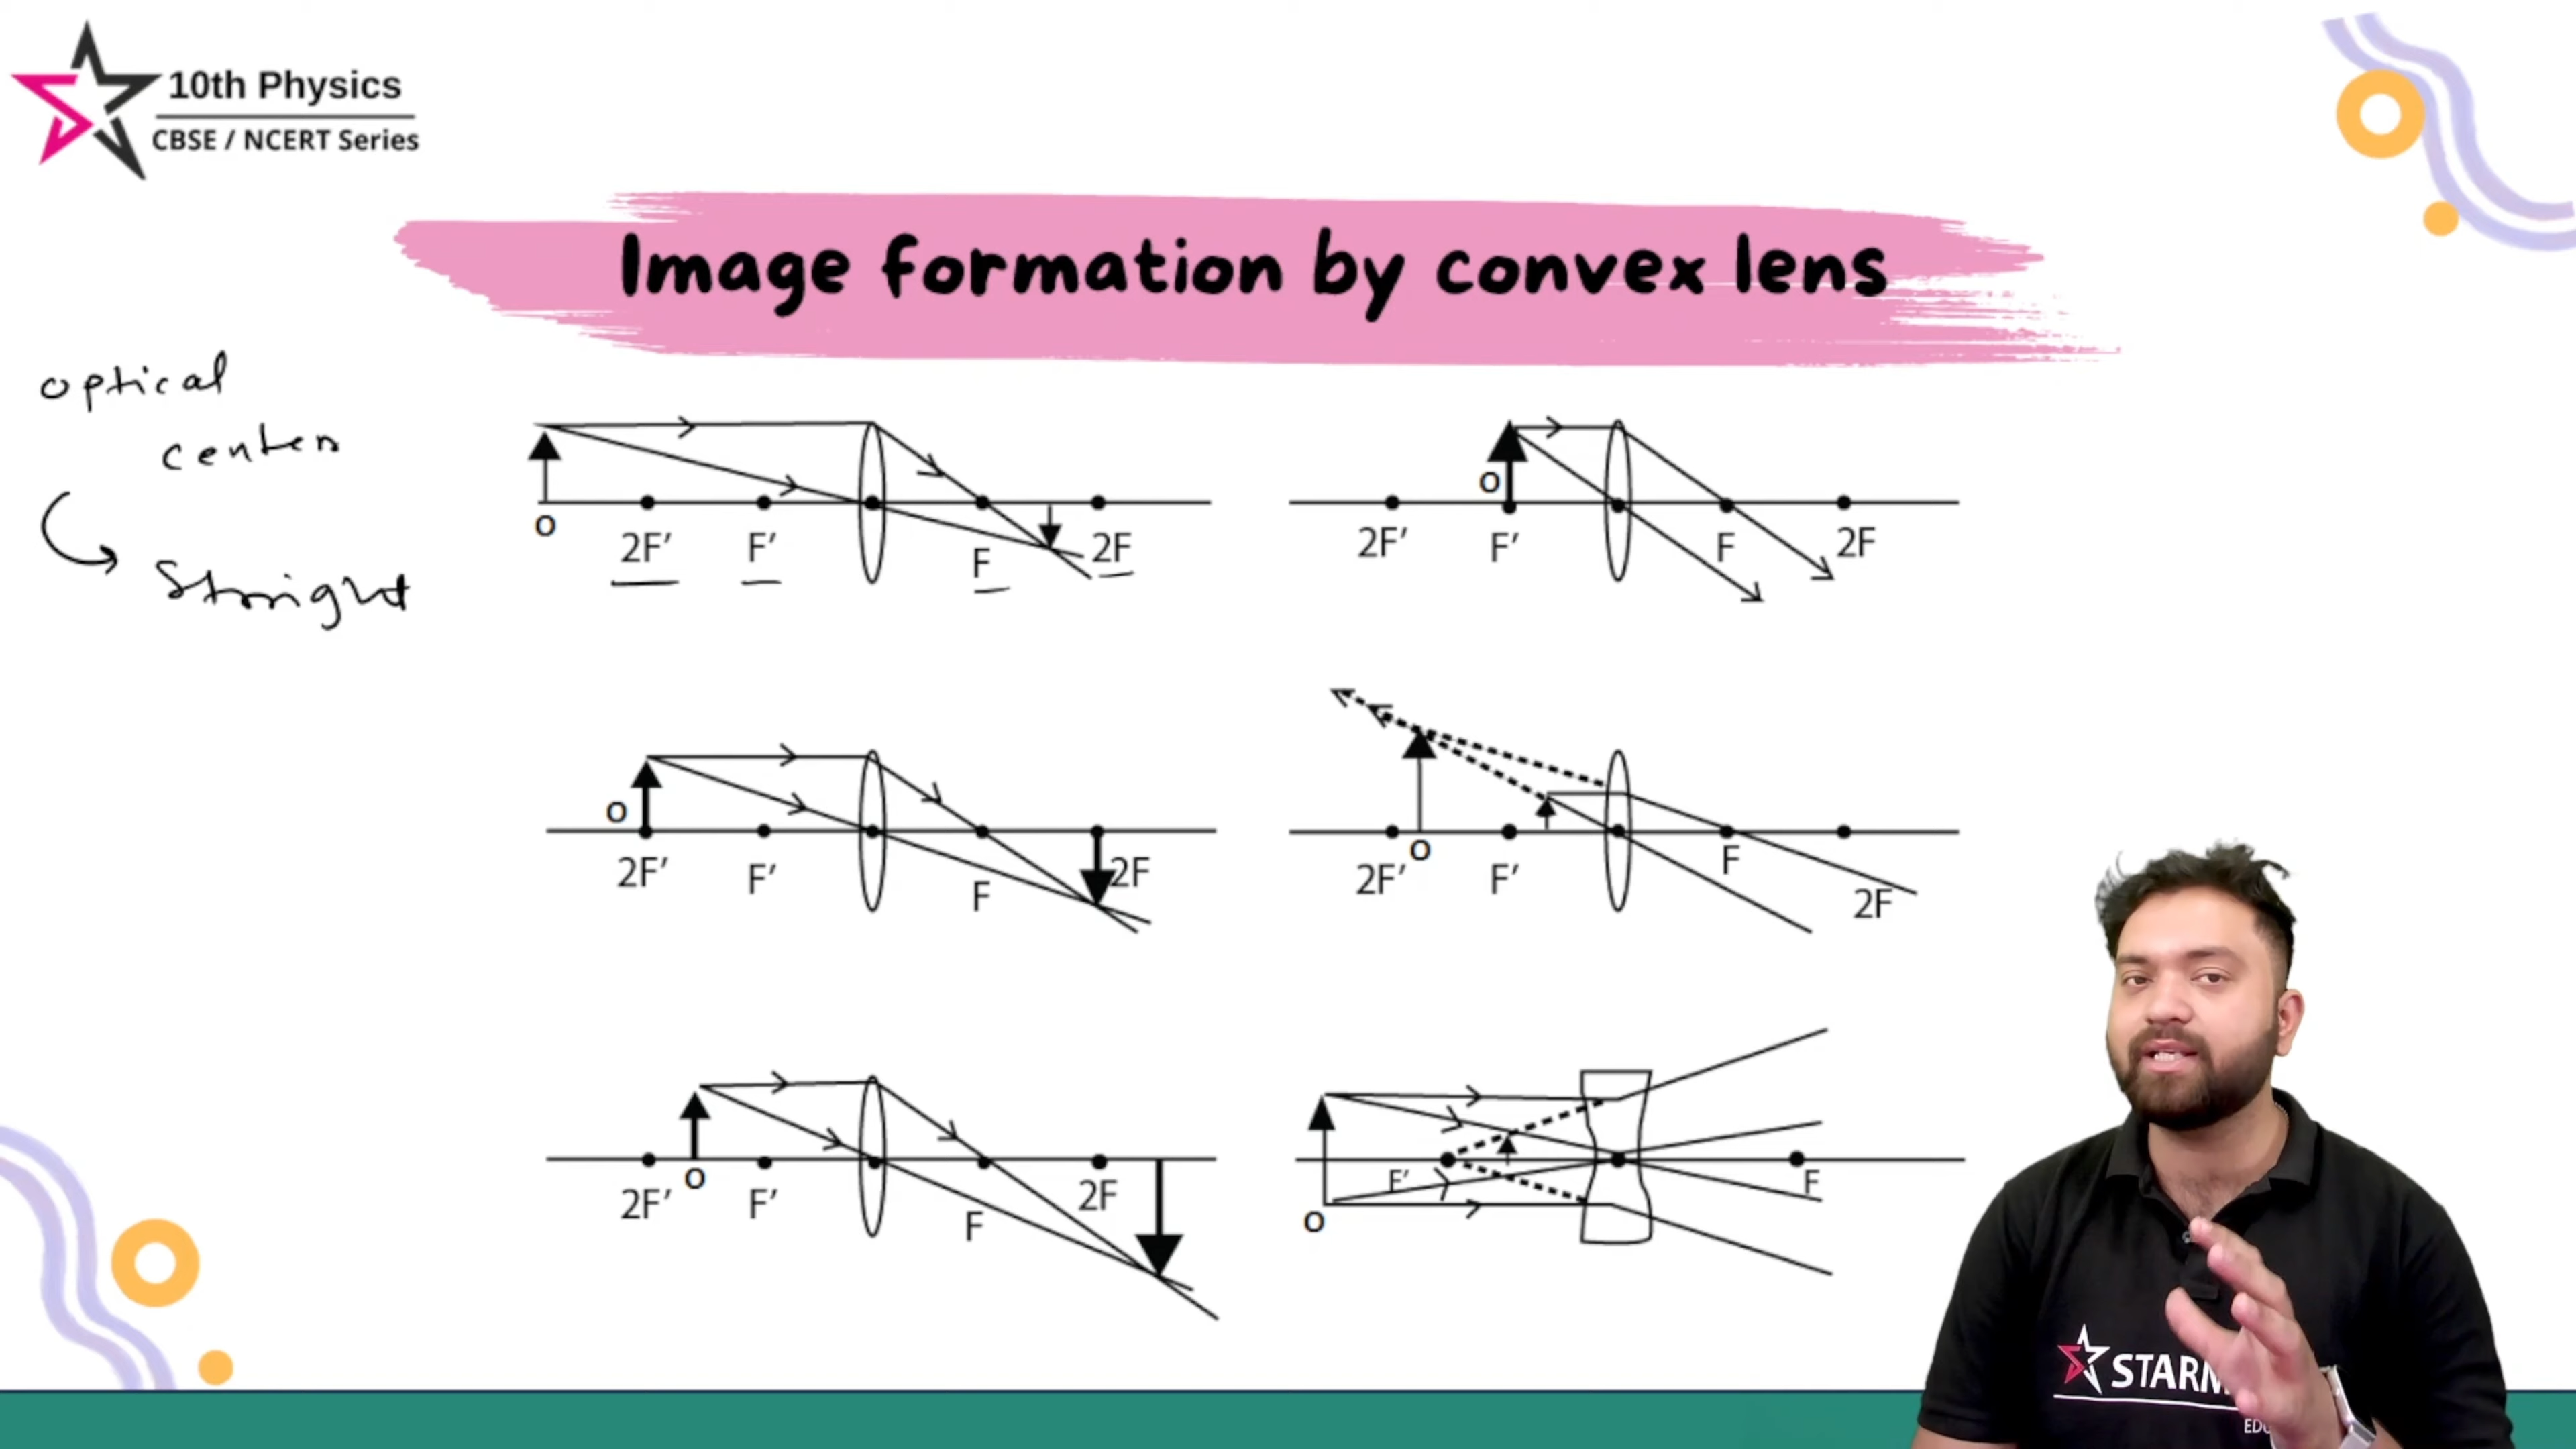 10th Physics
CBSE / NCERT Series
Image formation by convex lens
optical
center
Straight
O
2F'
F'
F
2F
O
2F'
F'
F
2F
O
2F'
F'
F
2F
2F'
O
F'
F
2F
2F'
O
F'
F
2F
O
F'
F
STARM
EDU